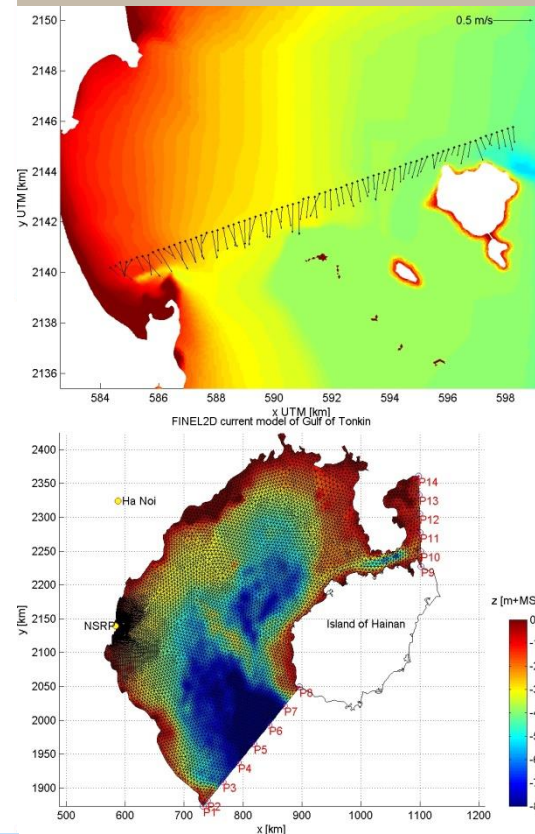 2150
0.5 m/s
2148
2145
2144
2142
2140
2138
2136
y UTM [km]
584 586 588 590 592 594 596 598
x UTM [km]
FINEL2D current model of Gulf of Tonkin
2400
2350
2300
2250
2200
2150
2100
2050
2000
1950
1900
y [km]
Ha Noi
NSRP
Island of Hainan
P14
P13
P12
P11
P10
P9
P8
P7
P6
P5
P4
P3
P2
500 600 700 800 900 1000 1100 1200
x [km]
z [m+MS
0